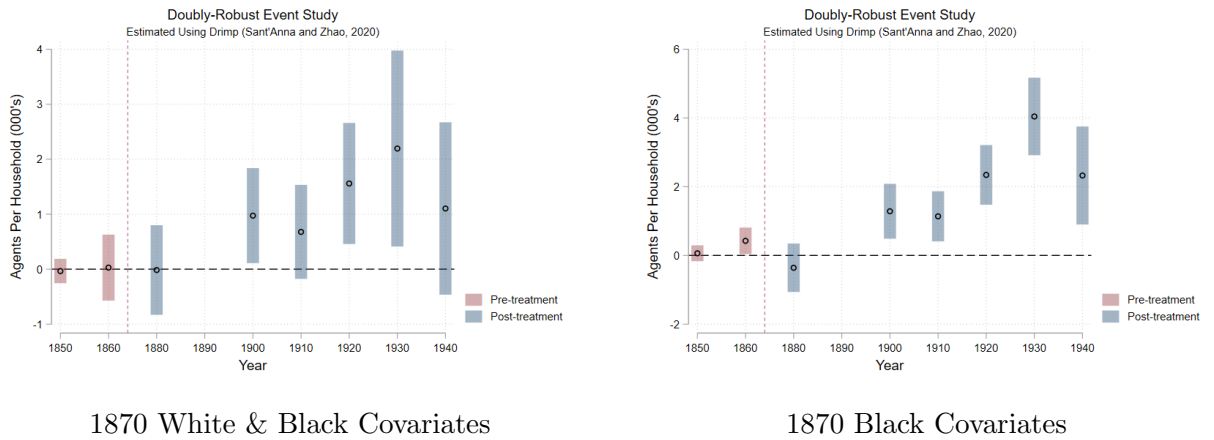 Doubly-Robust Event Study
Estimated Using Drimp (Sant'Anna and Zhao, 2020)
Agents Per Household (000's)
4
3
2
1
0
-1
1850 1860 1880 1890 1900 1910 1920 1930 1940
Year
Pre-treatment
Post-treatment
1870 White & Black Covariates
Doubly-Robust Event Study
Estimated Using Drimp (Sant'Anna and Zhao, 2020)
Agents Per Household (000's)
6
4
2
0
-2
1850 1860 1880 1890 1900 1910 1920 1930 1940
Year
Pre-treatment
Post-treatment
1870 Black Covariates